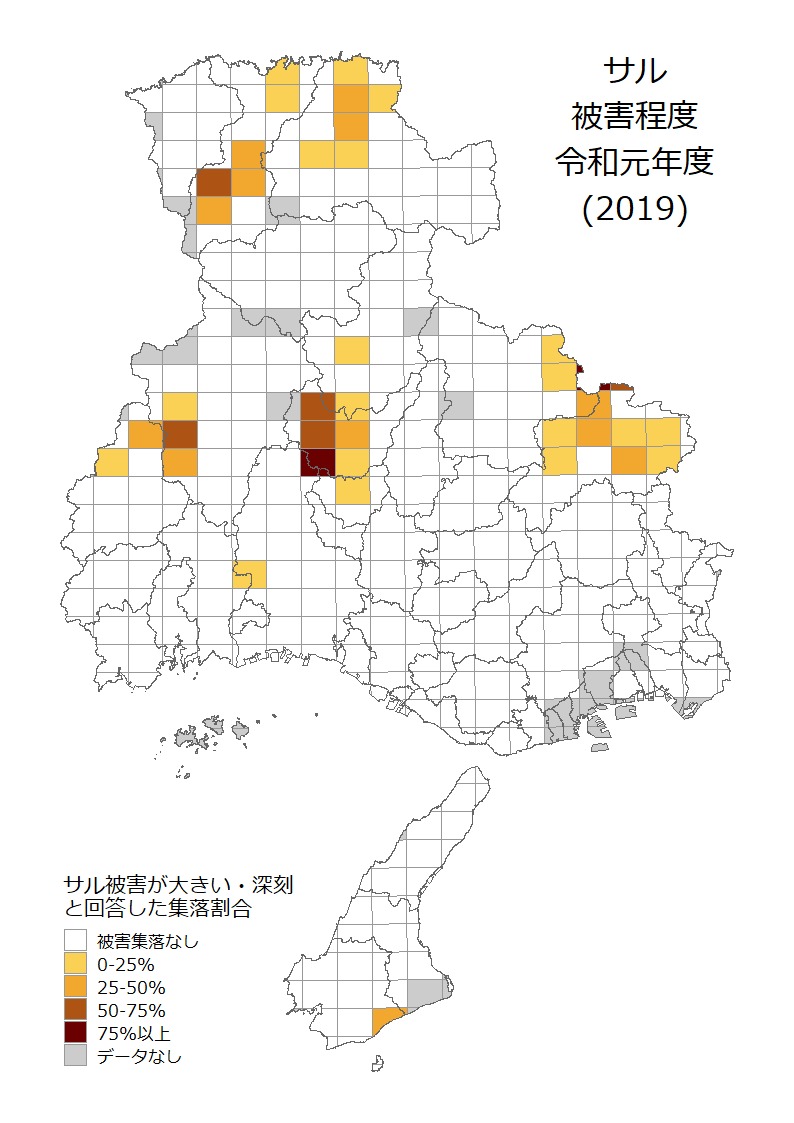 サル
被害程度
令和元年度
(2019)
サル被害が大きい・深刻
と回答した集落割合
被害集落なし
0-25%
25-50%
50-75%
75%以上
データなし